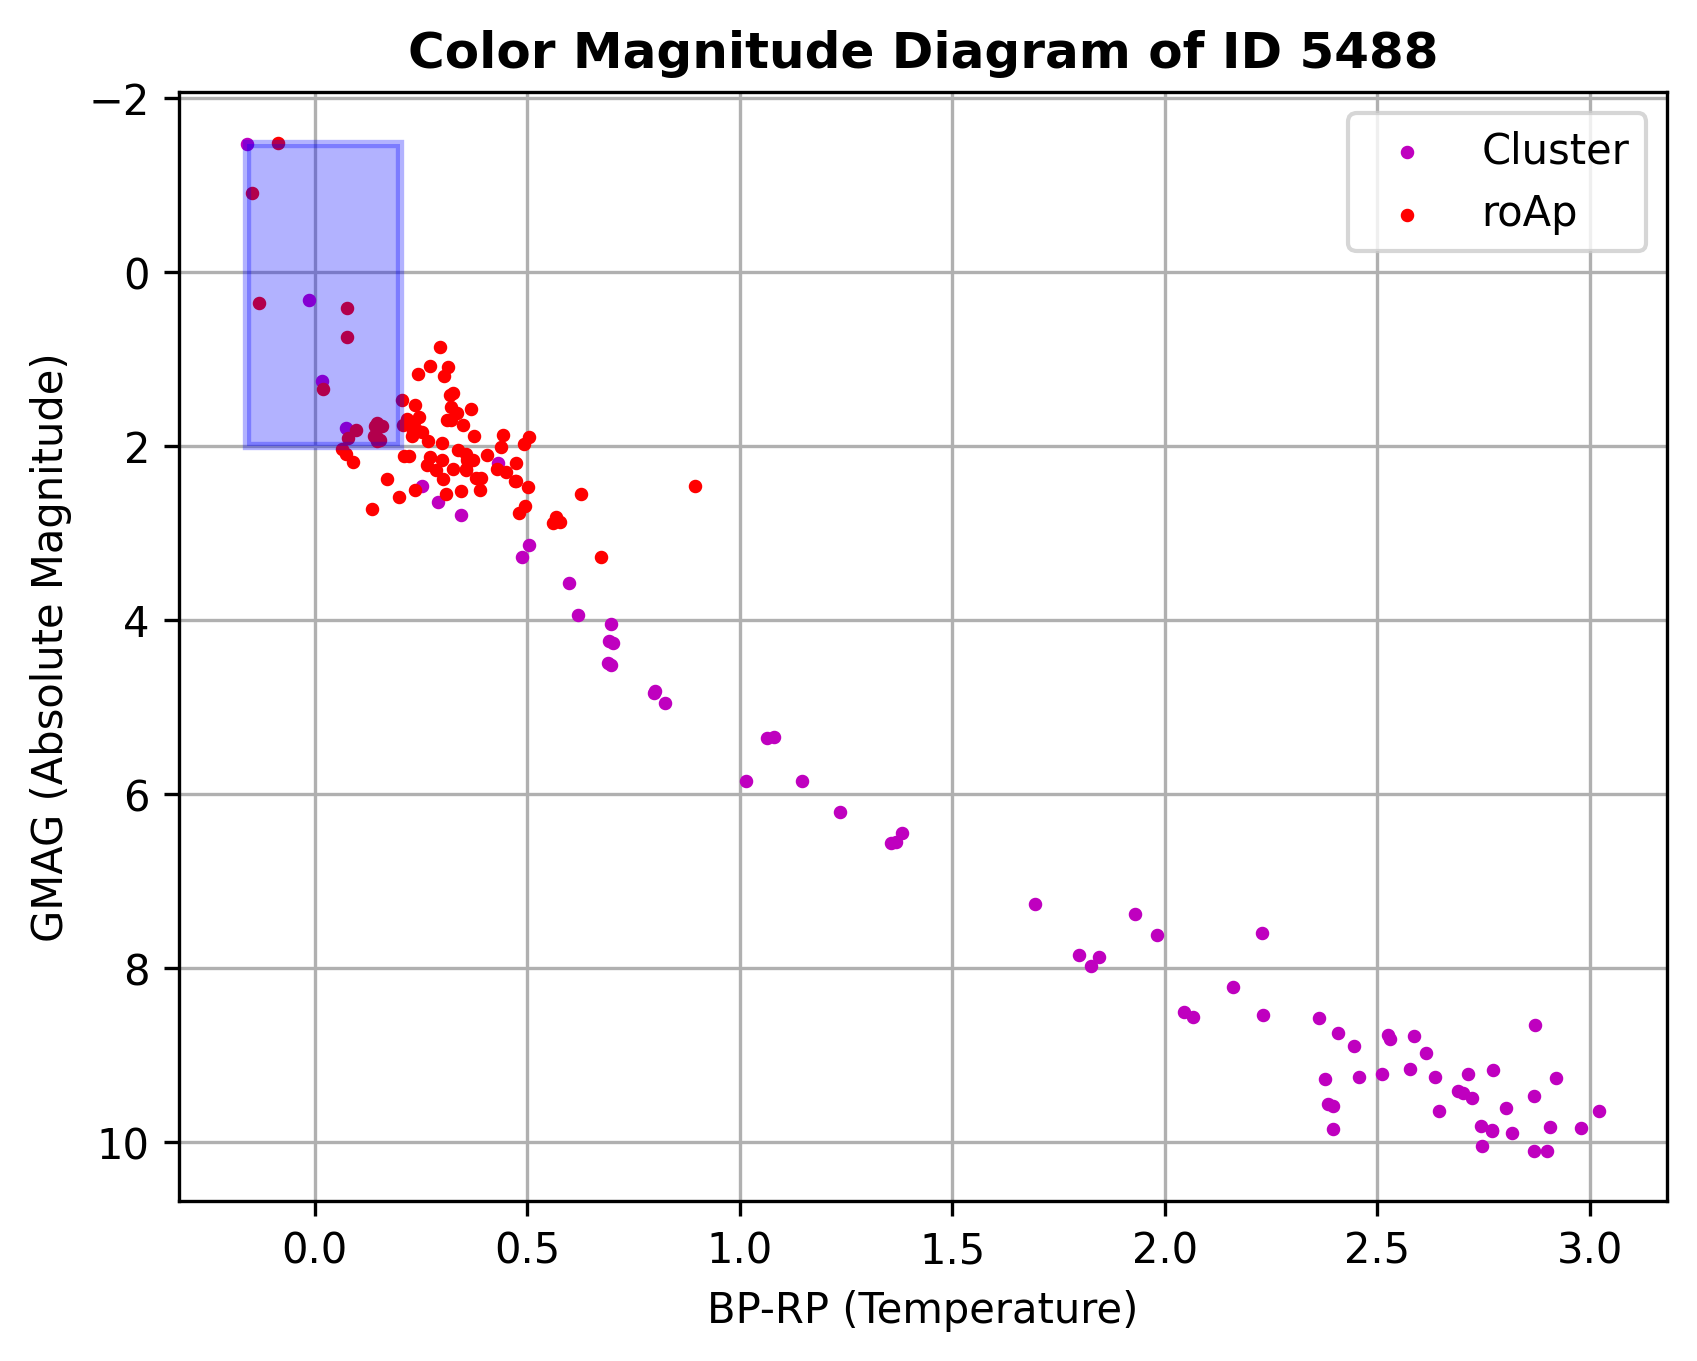 Color Magnitude Diagram of ID 5488
Cluster
roAp
GMAG (Absolute Magnitude)
−2
0
2
4
6
8
10
0.0 0.5 1.0 1.5 2.0 2.5 3.0
BP-RP (Temperature)